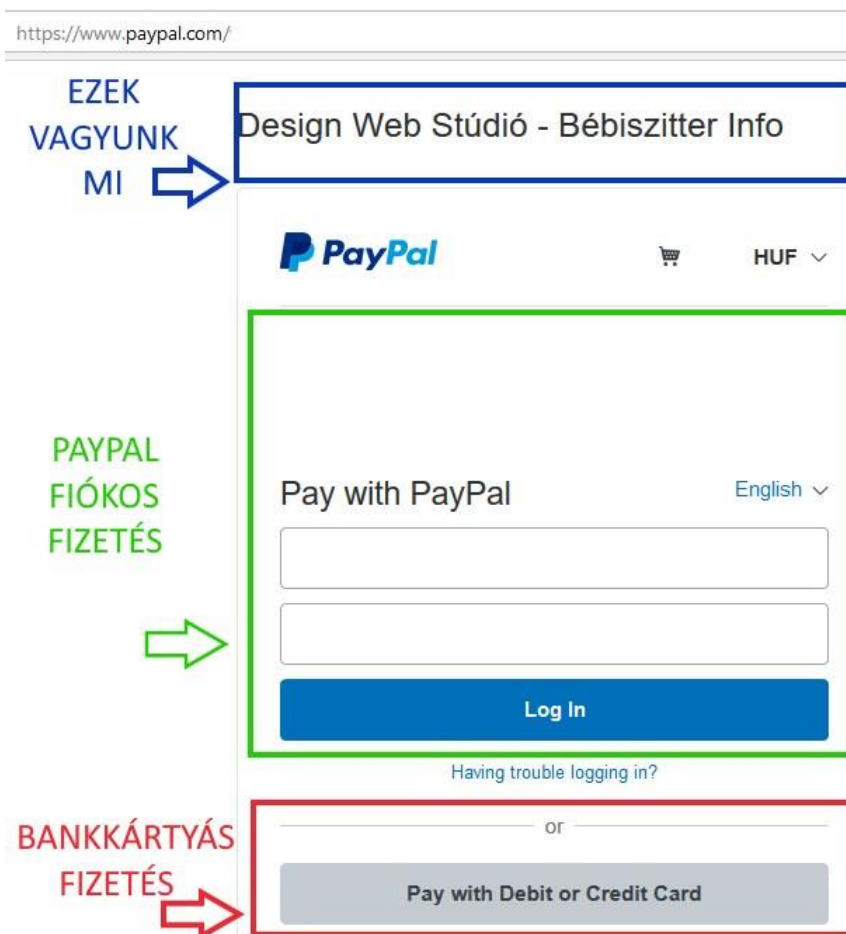 https://www.paypal.com/
EZEK
VAGYUNK
MI
Design Web Stúdió - Bébiszitter Info
PayPal
HUF
PAYPAL
FIÓKOS
FIZETÉS
Pay with PayPal
English
Log In
Having trouble logging in?
BANKKÁRTYÁS
FIZETÉS
or
Pay with Debit or Credit Card